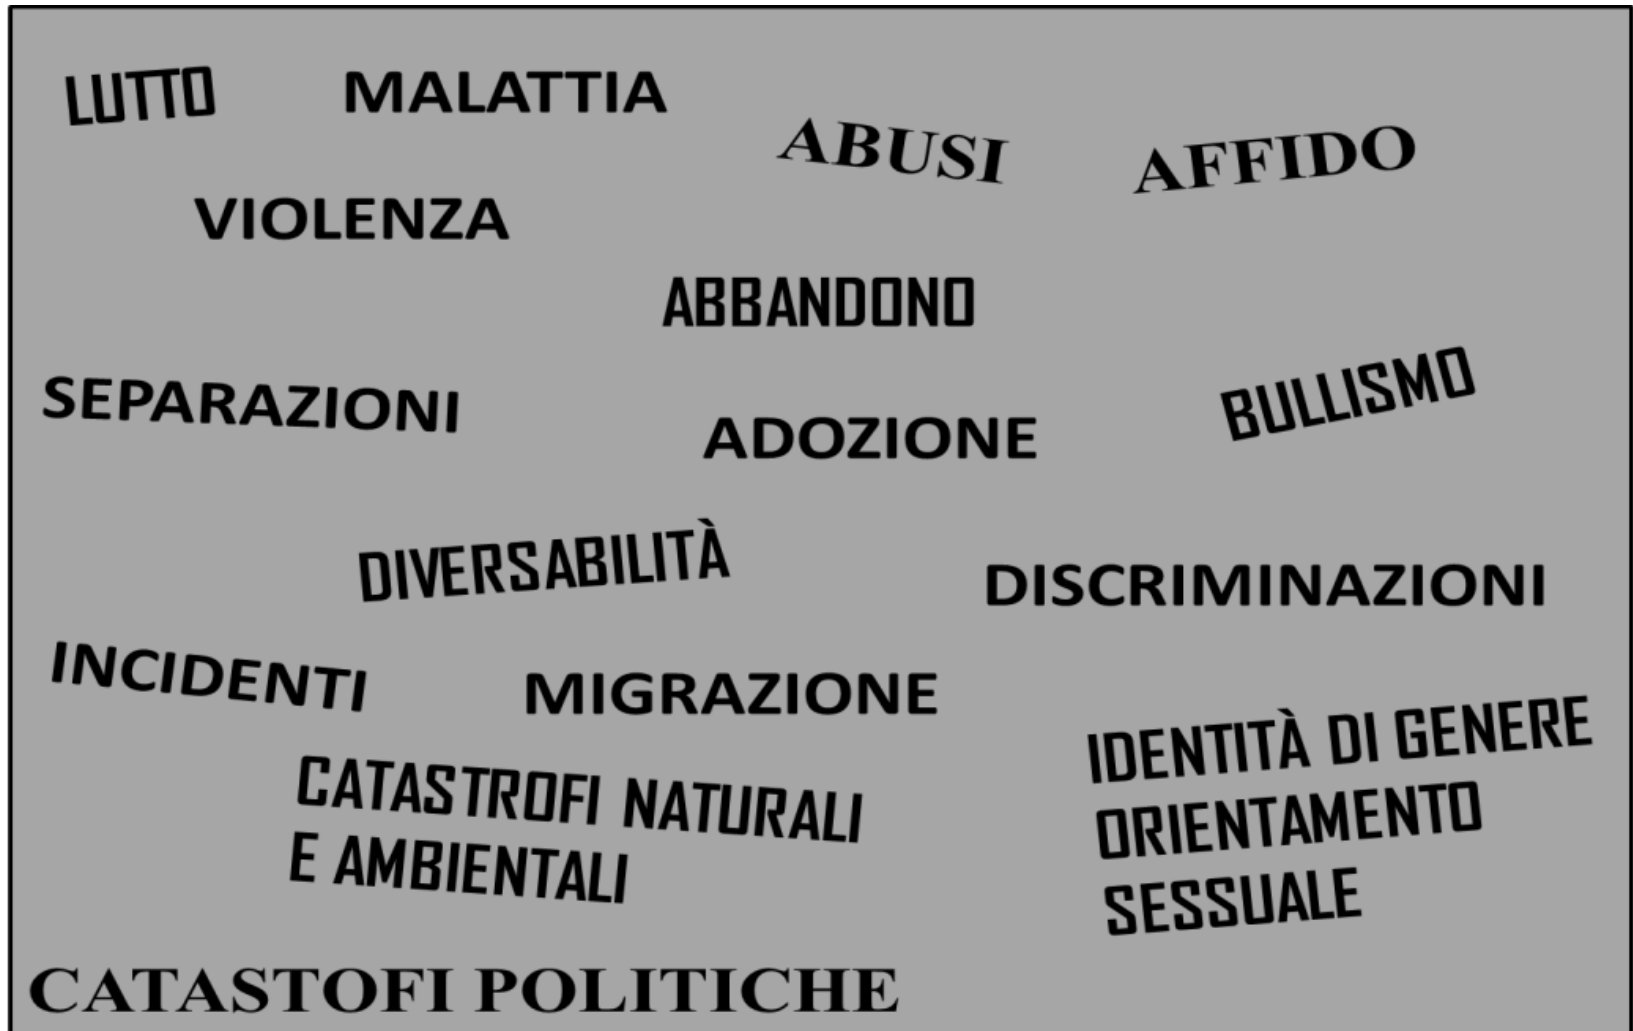 LUTTO
MALATTIA
ABUSI
AFFIDO
VIOLENZA
ABBANDONO
SEPARAZIONI
ADOZIONE
BULLISMO
DIVERSABILITÀ
DISCRIMINAZIONI
INCIDENTI
MIGRAZIONE
IDENTITÀ DI GENERE
ORIENTAMENTO
SESSUALE
CATASTROFI NATURALI
E AMBIENTALI
CATASTOFI POLITICHE